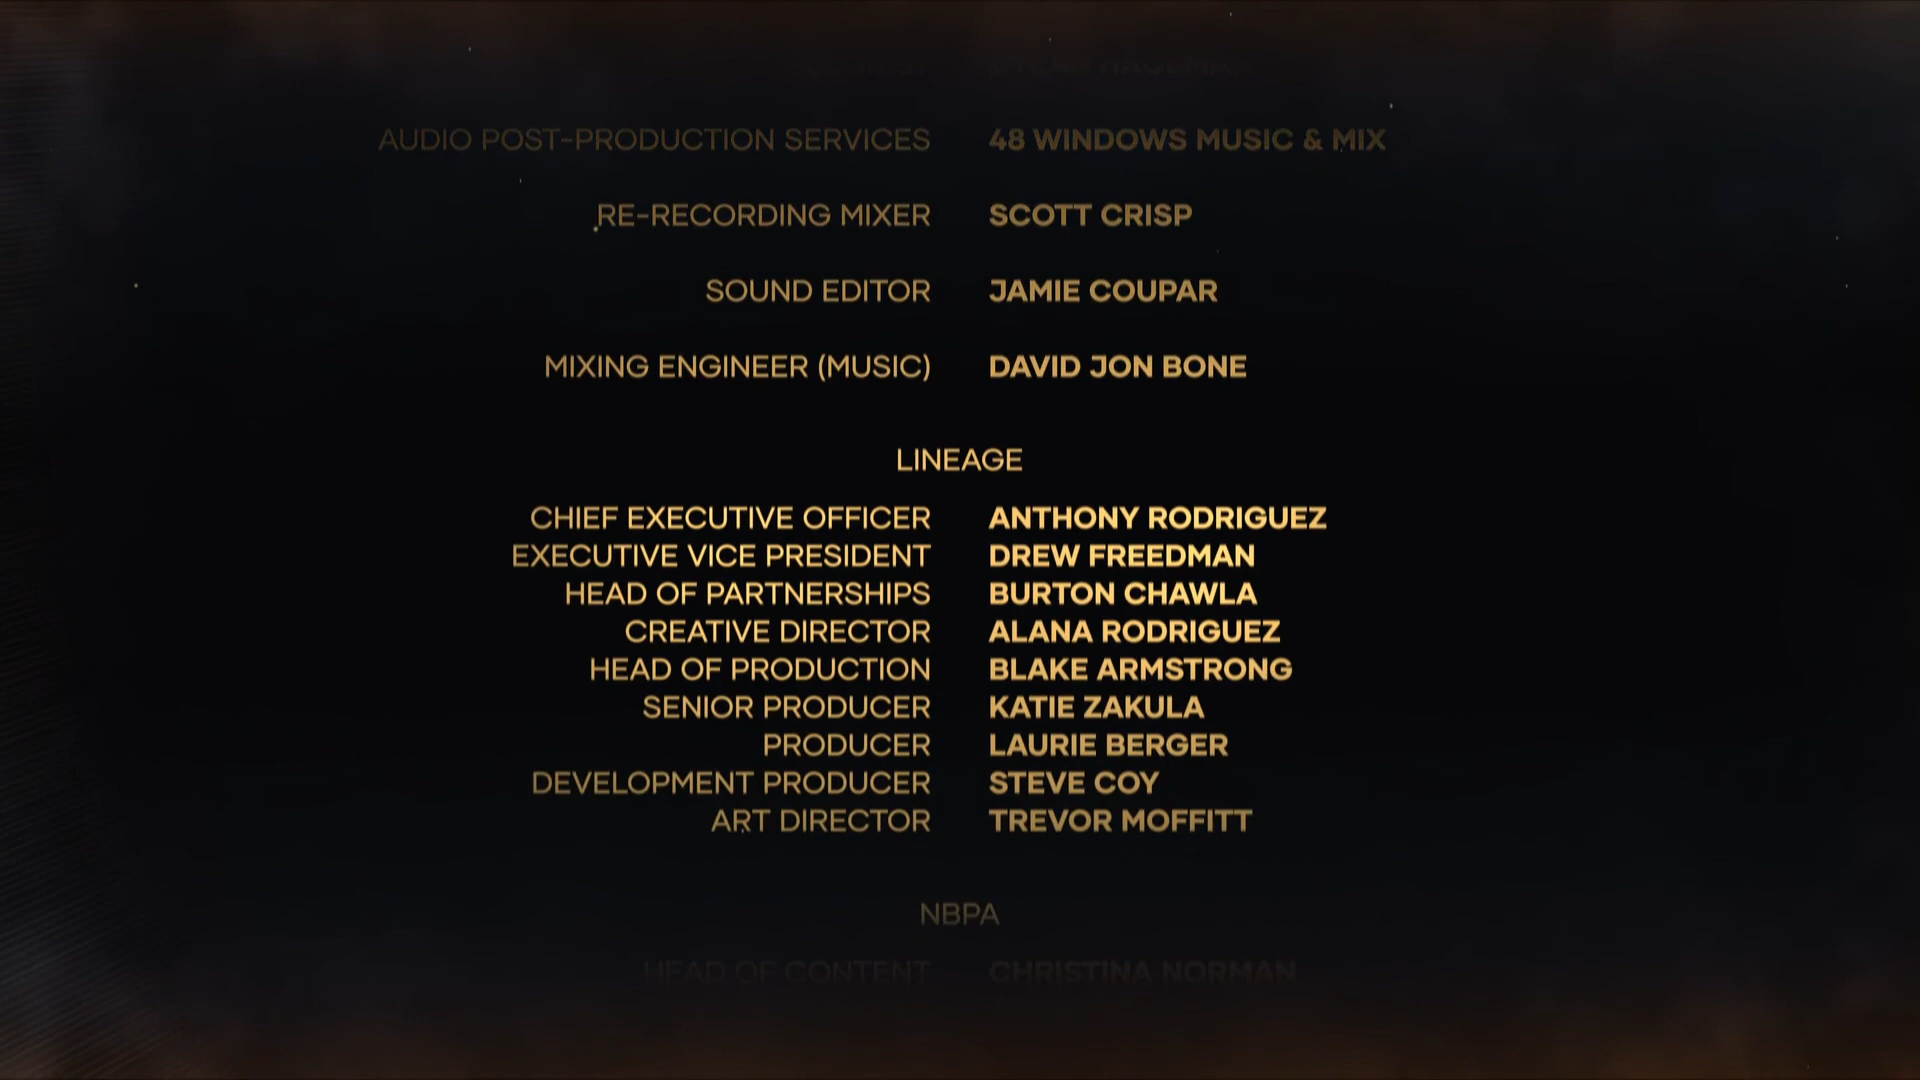 AUDIO POST-PRODUCTION SERVICES 48 WINDOWS MUSIC & MIX
RE-RECORDING MIXER SCOTT CRISP
SOUND EDITOR JAMIE COUPAR
MIXING ENGINEER (MUSIC) DAVID JON BONE
LINEAGE
CHIEF EXECUTIVE OFFICER ANTHONY RODRIGUEZ
EXECUTIVE VICE PRESIDENT DREW FREEDMAN
HEAD OF PARTNERSHIPS BURTON CHAWLA
CREATIVE DIRECTOR ALANA RODRIGUEZ
HEAD OF PRODUCTION BLAKE ARMSTRONG
SENIOR PRODUCER KATIE ZAKULA
PRODUCER LAURIE BERGER
DEVELOPMENT PRODUCER STEVE COY
ART DIRECTOR TREVOR MOFFITT
NBPA
HEAD OF CONTENT CHRISTINA NORMAN